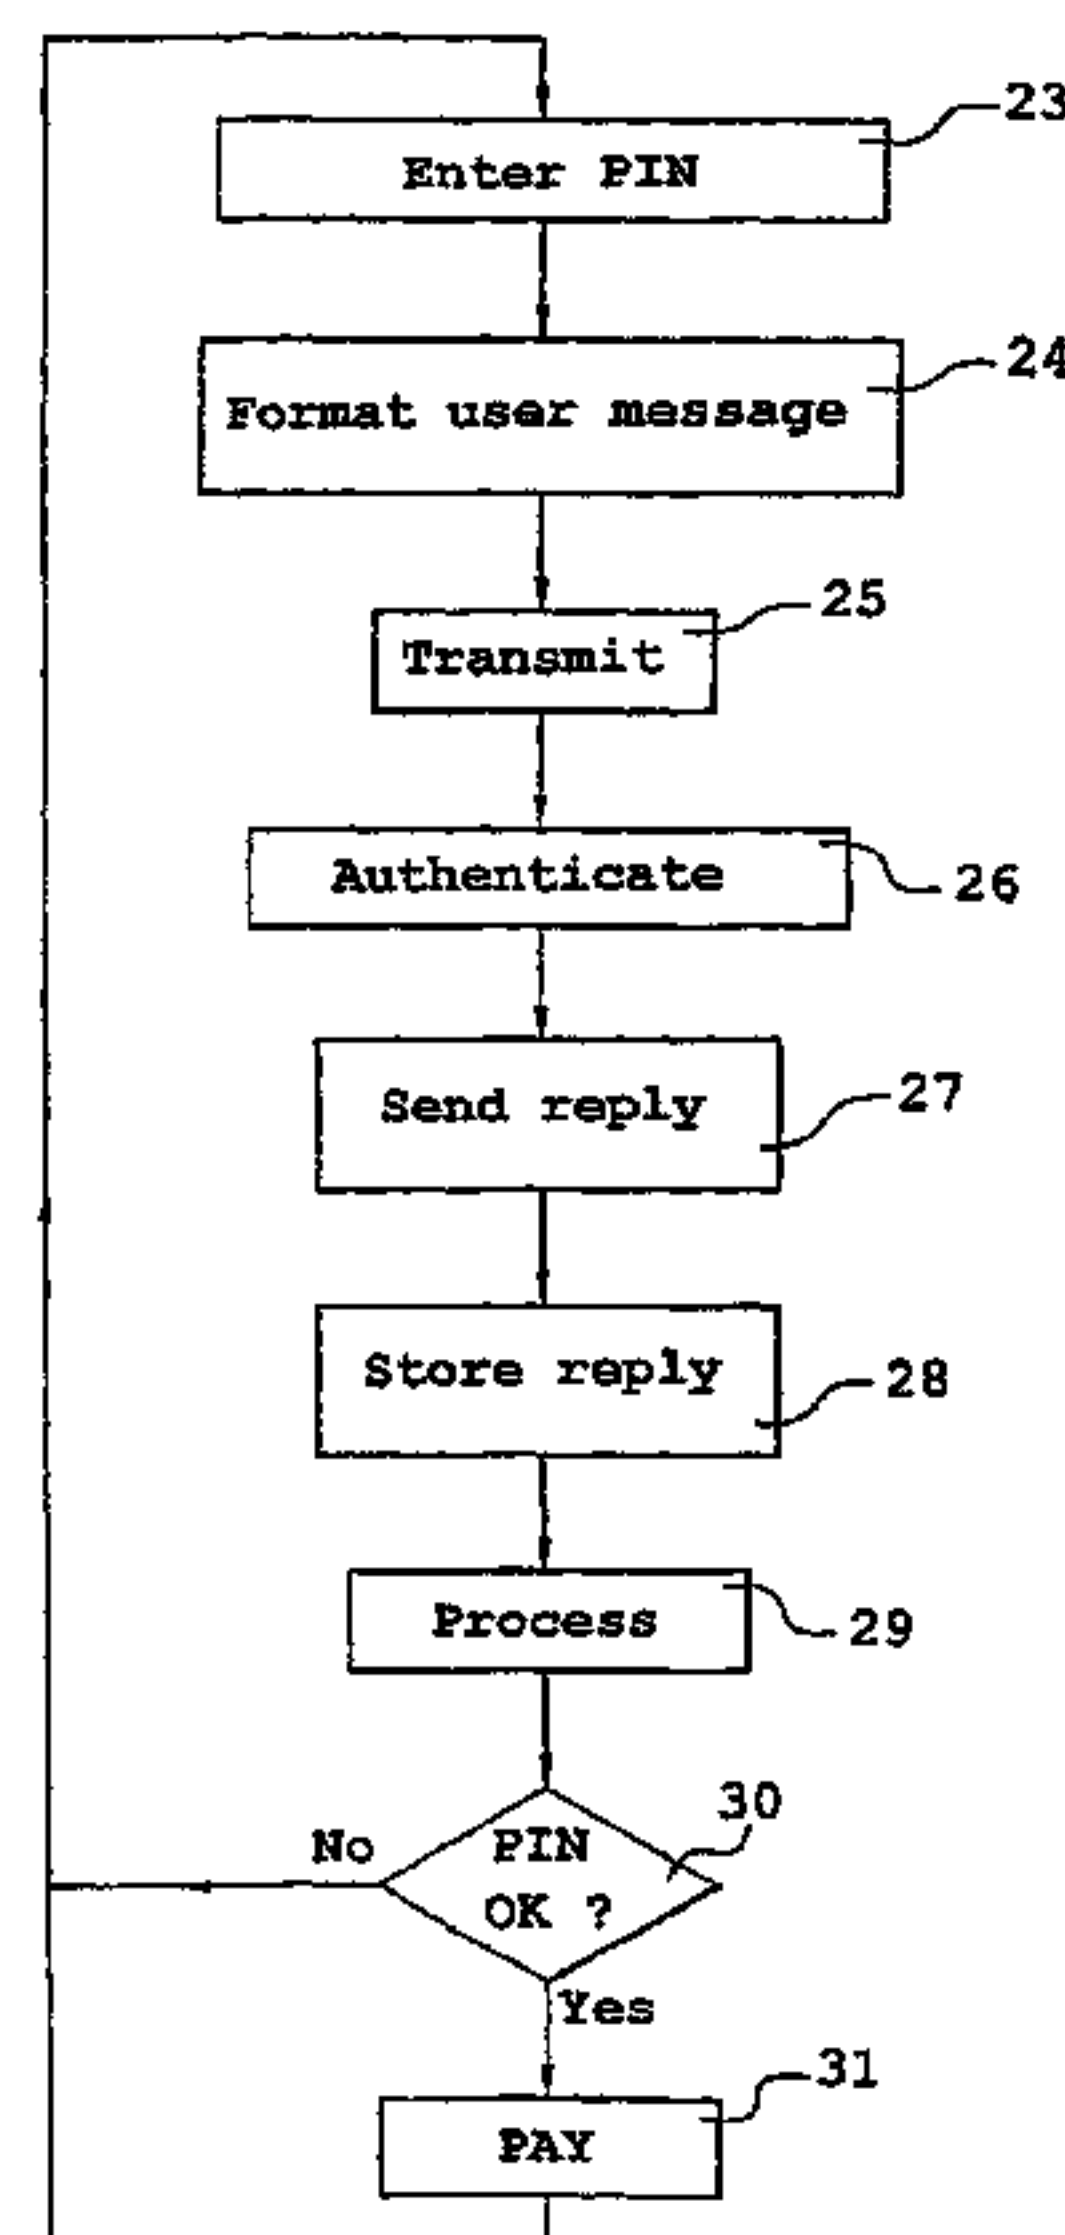 23
Enter PIN
24
Format user message
25
Transmit
Authenticate
26
27
Send reply
Store reply
28
Process
29
30
No
PIN
OK ?
Yes
31
PAY